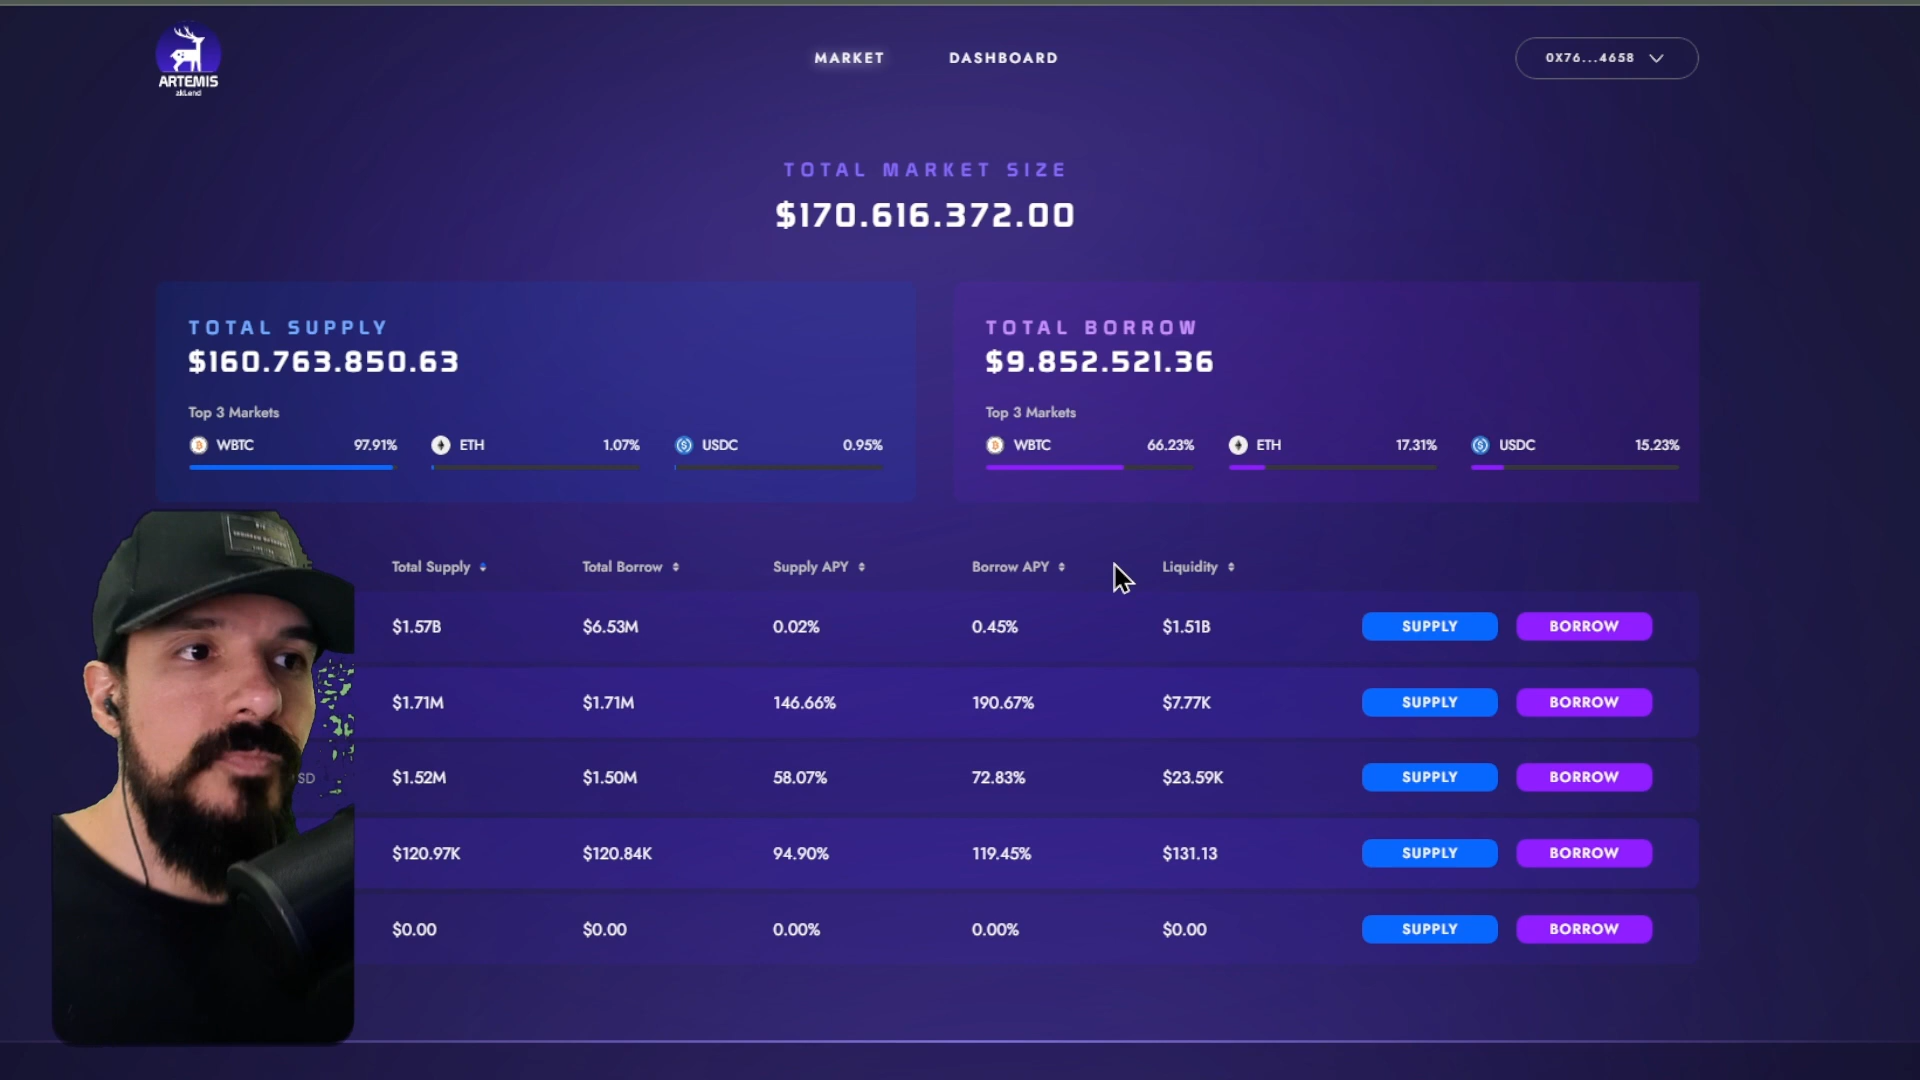 ARTEMIS
zkLend
MARKET
DASHBOARD
0X76...4658
TOTAL MARKET SIZE
$170.616.372.00
TOTAL SUPPLY
$160.763.850.63
Top 3 Markets
WBTC 97.91% ETH 1.07% USDC 0.95%
TOTAL BORROW
$9.852.521.36
Top 3 Markets
WBTC 66.23% ETH 17.31% USDC 15.23%
Total Supply Total Borrow Supply APY Borrow APY Liquidity
$1.57B $6.53M 0.02% 0.45% $1.51B SUPPLY BORROW
$1.71M $1.71M 146.66% 190.67% $7.77K SUPPLY BORROW
SD $1.52M $1.50M 58.07% 72.83% $23.59K SUPPLY BORROW
$120.97K $120.84K 94.90% 119.45% $131.13 SUPPLY BORROW
$0.00 $0.00 0.00% 0.00% $0.00 SUPPLY BORROW